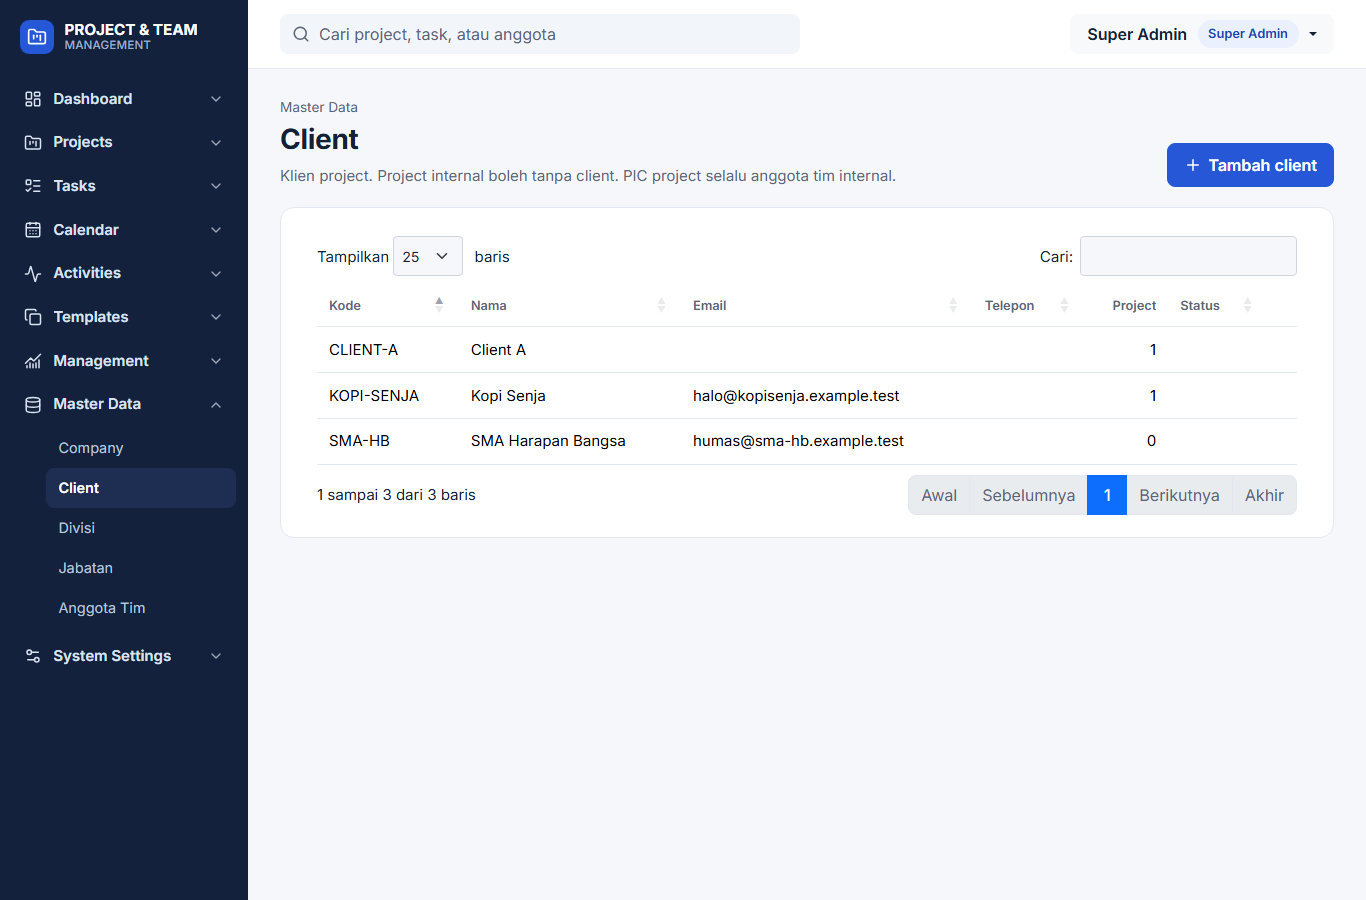 PROJECT & TEAM
MANAGEMENT
Dashboard
Projects
Tasks
Calendar
Activities
Templates
Management
Master Data
Company
Client
Divisi
Jabatan
Anggota Tim
System Settings
Cari project, task, atau anggota
Super Admin Super Admin
Master Data
Client
Klien project. Project internal boleh tanpa client. PIC project selalu anggota tim internal.
Tambah client
Tampilkan 25 baris
Cari:
Kode Nama Email Telepon Project Status
CLIENT-A Client A 1
KOPI-SENJA Kopi Senja halo@kopisenja.example.test 1
SMA-HB SMA Harapan Bangsa humas@sma-hb.example.test 0
1 sampai 3 dari 3 baris
Awal Sebelumnya 1 Berikutnya Akhir